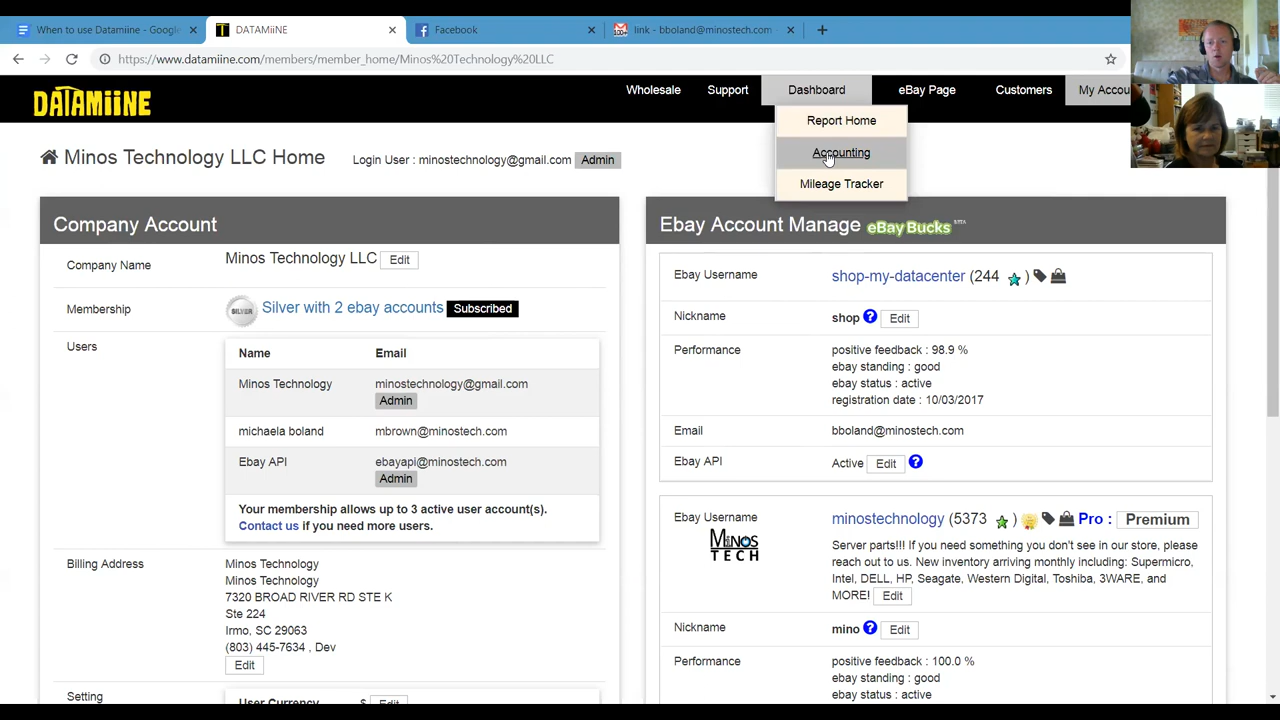 When to use Datamiine - Google
DATAMiiNE
Facebook
link - bboland@minostech.com -
https://www.datamiine.com/members/member_home/Minos%20Technology%20LLC
DATAMiiNE
Wholesale
Support
Dashboard
eBay Page
Customers
My Accou
Report Home
Accounting
Mileage Tracker
Minos Technology LLC Home
Login User : minostechnology@gmail.com Admin
Company Account
Company Name
Minos Technology LLC Edit
Membership
SILVER
Silver with 2 ebay accounts Subscribed
Users
Name Email
Minos Technology minostechnology@gmail.com
Admin
michaela boland mbrown@minostech.com
Ebay API ebayapi@minostech.com
Admin
Your membership allows up to 3 active user account(s).
Contact us if you need more users.
Billing Address
Minos Technology
Minos Technology
7320 BROAD RIVER RD STE K
Ste 224
Irmo, SC 29063
(803) 445-7634 , Dev
Edit
Setting
User Currency $ Edit
Ebay Account Manage eBay Bucks BETA
Ebay Username
shop-my-datacenter (244 )
Nickname
shop ? Edit
Performance
positive feedback : 98.9 %
ebay standing : good
ebay status : active
registration date : 10/03/2017
Email
bboland@minostech.com
Ebay API
Active Edit ?
Ebay Username
MINOS
TECH
minostechnology (5373 ) Pro : Premium
Server parts!!! If you need something you don't see in our store, please
reach out to us. New inventory arriving monthly including: Supermicro,
Intel, DELL, HP, Seagate, Western Digital, Toshiba, 3WARE, and
MORE! Edit
Nickname
mino ? Edit
Performance
positive feedback : 100.0 %
ebay standing : good
ebay status : active